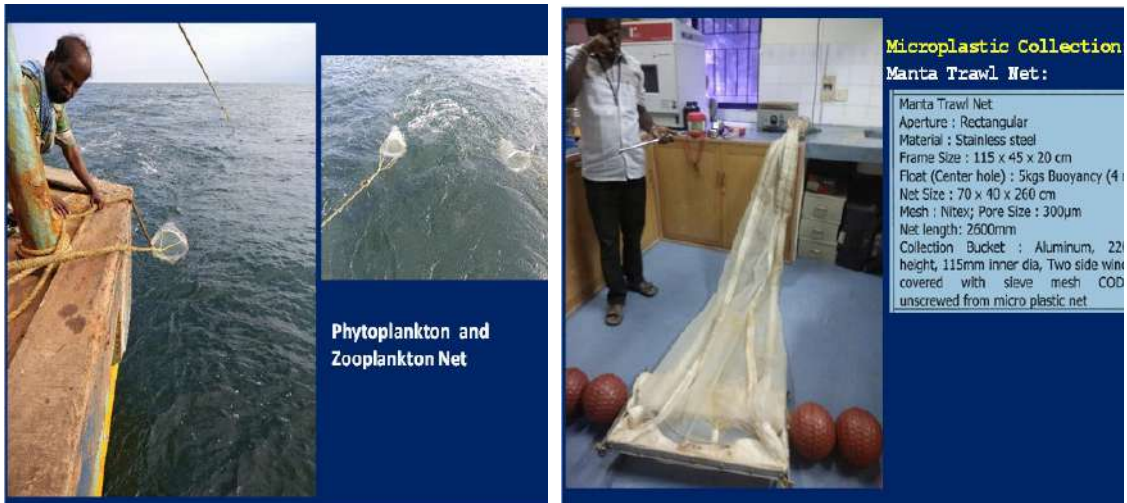 Phytoplankton and
Zooplankton Net
Microplastic Collection
Manta Trawl Net:
Manta Trawl Net
Aperture : Rectangular
Material : Stainless steel
Frame Size : 115 x 45 x 20 cm
Float (Center hole) : 5kgs Buoyancy (4
Net Size : 70 x 40 x 260 cm
Mesh : Nitex; Pore Size : 300µm
Net length: 2600mm
Collection Bucket : Aluminum,
height, 115mm inner dia, Two side
covered with sieve mesh
unscrewed from micro plastic net